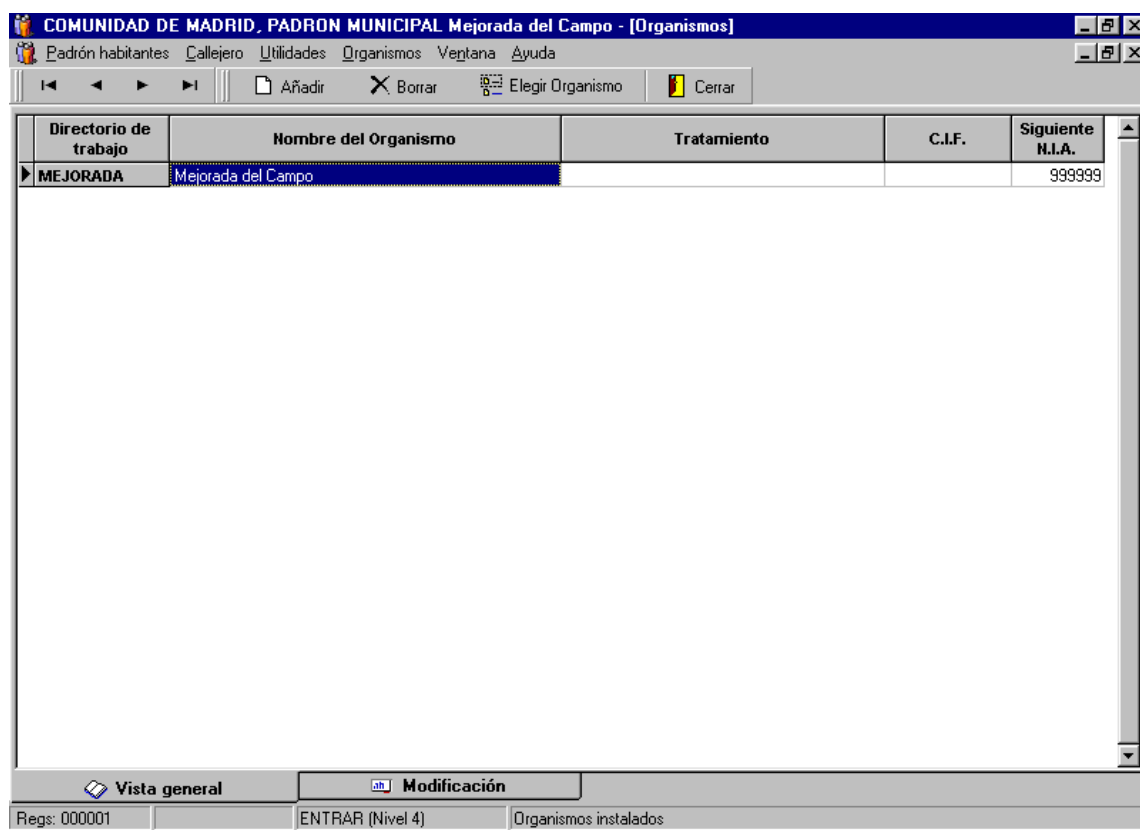 COMUNIDAD DE MADRID, PADRON MUNICIPAL Mejorada del Campo - [Organismos]
Padrón habitantes Callejero Utilidades Organismos Ventana Ayuda
Añadir Borrar Elegir Organismo Cerrar
Directorio de trabajo Nombre del Organismo Tratamiento C.I.F. Siguiente N.I.A.
MEJORADA Mejorada del Campo 999999
Vista general Modificación
Regs: 000001 ENTRAR (Nivel 4) Organismos instalados